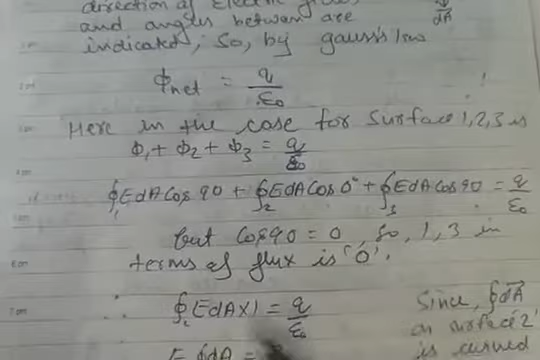 direction of Electric field,
and angles between are
indicated, So, by gauss's law
dA
Φnet = q/ε0
Here in the case for Surface 1,2,3 is
Φ1 + Φ2 + Φ3 = q/ε0
∮1 EdA Cos 90 + ∮2 EdA Cos 0° + ∮3 EdA Cos 90 = q/ε0
but Cos 90 = 0, so, 1, 3 in
terms of flux is '0'.
∴ ∮2 (EdAX1) = q/ε0
Since, ∮dA
on surface '2'
is curved
E ∮dA =